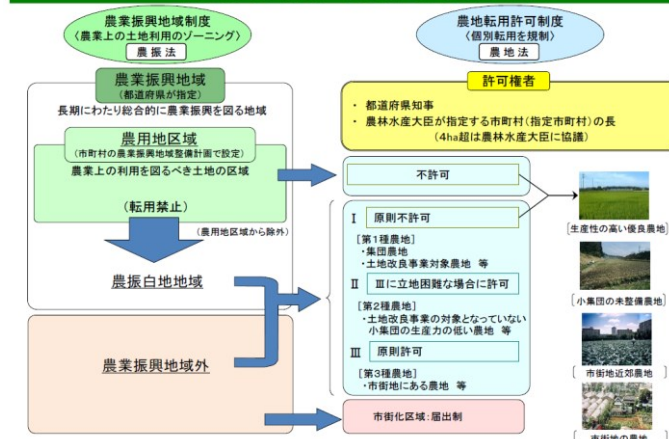 農業振興地域制度
〈農業上の土地利用のゾーニング〉
農振法
農業振興地域
(都道府県が指定)
長期にわたり総合的に農業振興を図る地域
農用地区域
(市町村の農業振興地域整備計画で設定)
農業上の利用を図るべき土地の区域
(転用禁止)
(農用地区域から除外)
農振白地地域
農業振興地域外
農地転用許可制度
〈個別転用を規制〉
農地法
許可権者
・ 都道府県知事
・ 農林水産大臣が指定する市町村(指定市町村)の長
(4ha超は農林水産大臣に協議)
不許可
Ⅰ 原則不許可
[第1種農地]
・集団農地
・土地改良事業対象農地 等
Ⅱ Ⅲに立地困難な場合に許可
[第2種農地]
・土地改良事業の対象となっていない
小集団の生産力の低い農地 等
Ⅲ 原則許可
[第3種農地]
・市街地にある農地 等
市街化区域:届出制
[生産性の高い優良農地]
[小集団の未整備農地]
[市街地近郊農地]
[市街地の農地]